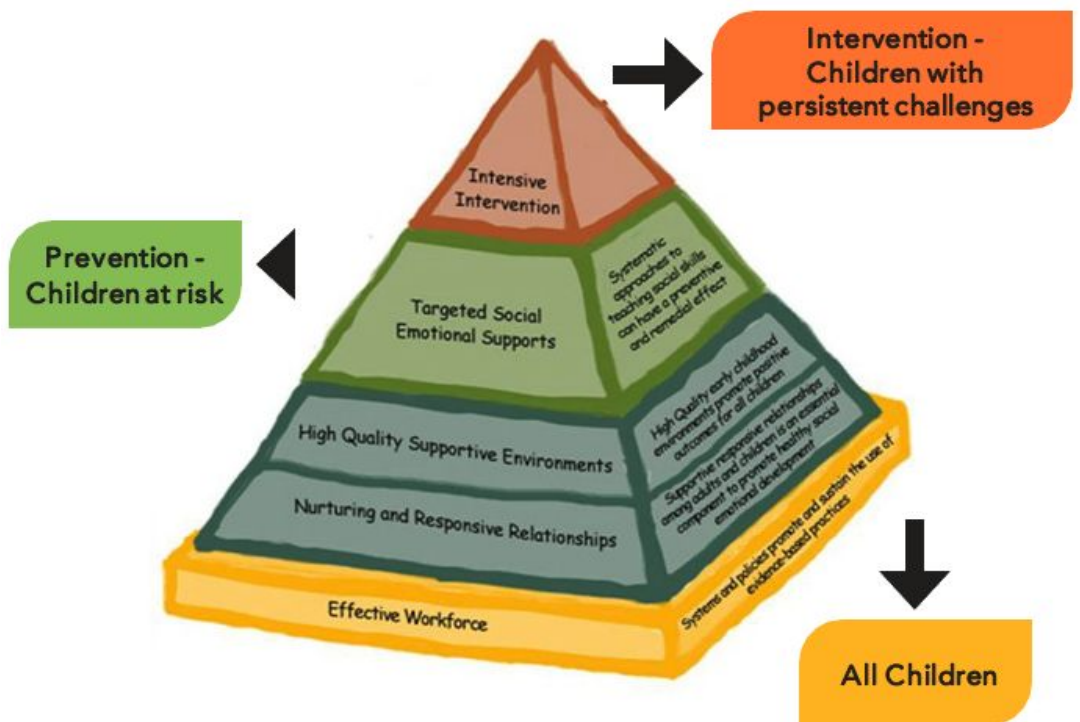 Intervention -
Children with
persistent challenges
Intensive
Intervention
Prevention -
Children at risk
Targeted Social
Emotional Supports
Systematic
approaches to
teaching social skills
can have a preventive
and remedial effect
High Quality Supportive Environments
High Quality early childhood
environments promote positive
outcomes for all children
Nurturing and Responsive Relationships
Supportive responsive relationships
among adults and children is an essential
component to promote healthy social
emotional development
Effective Workforce
Systems and policies promote and sustain the use of
evidence-based practices
All Children